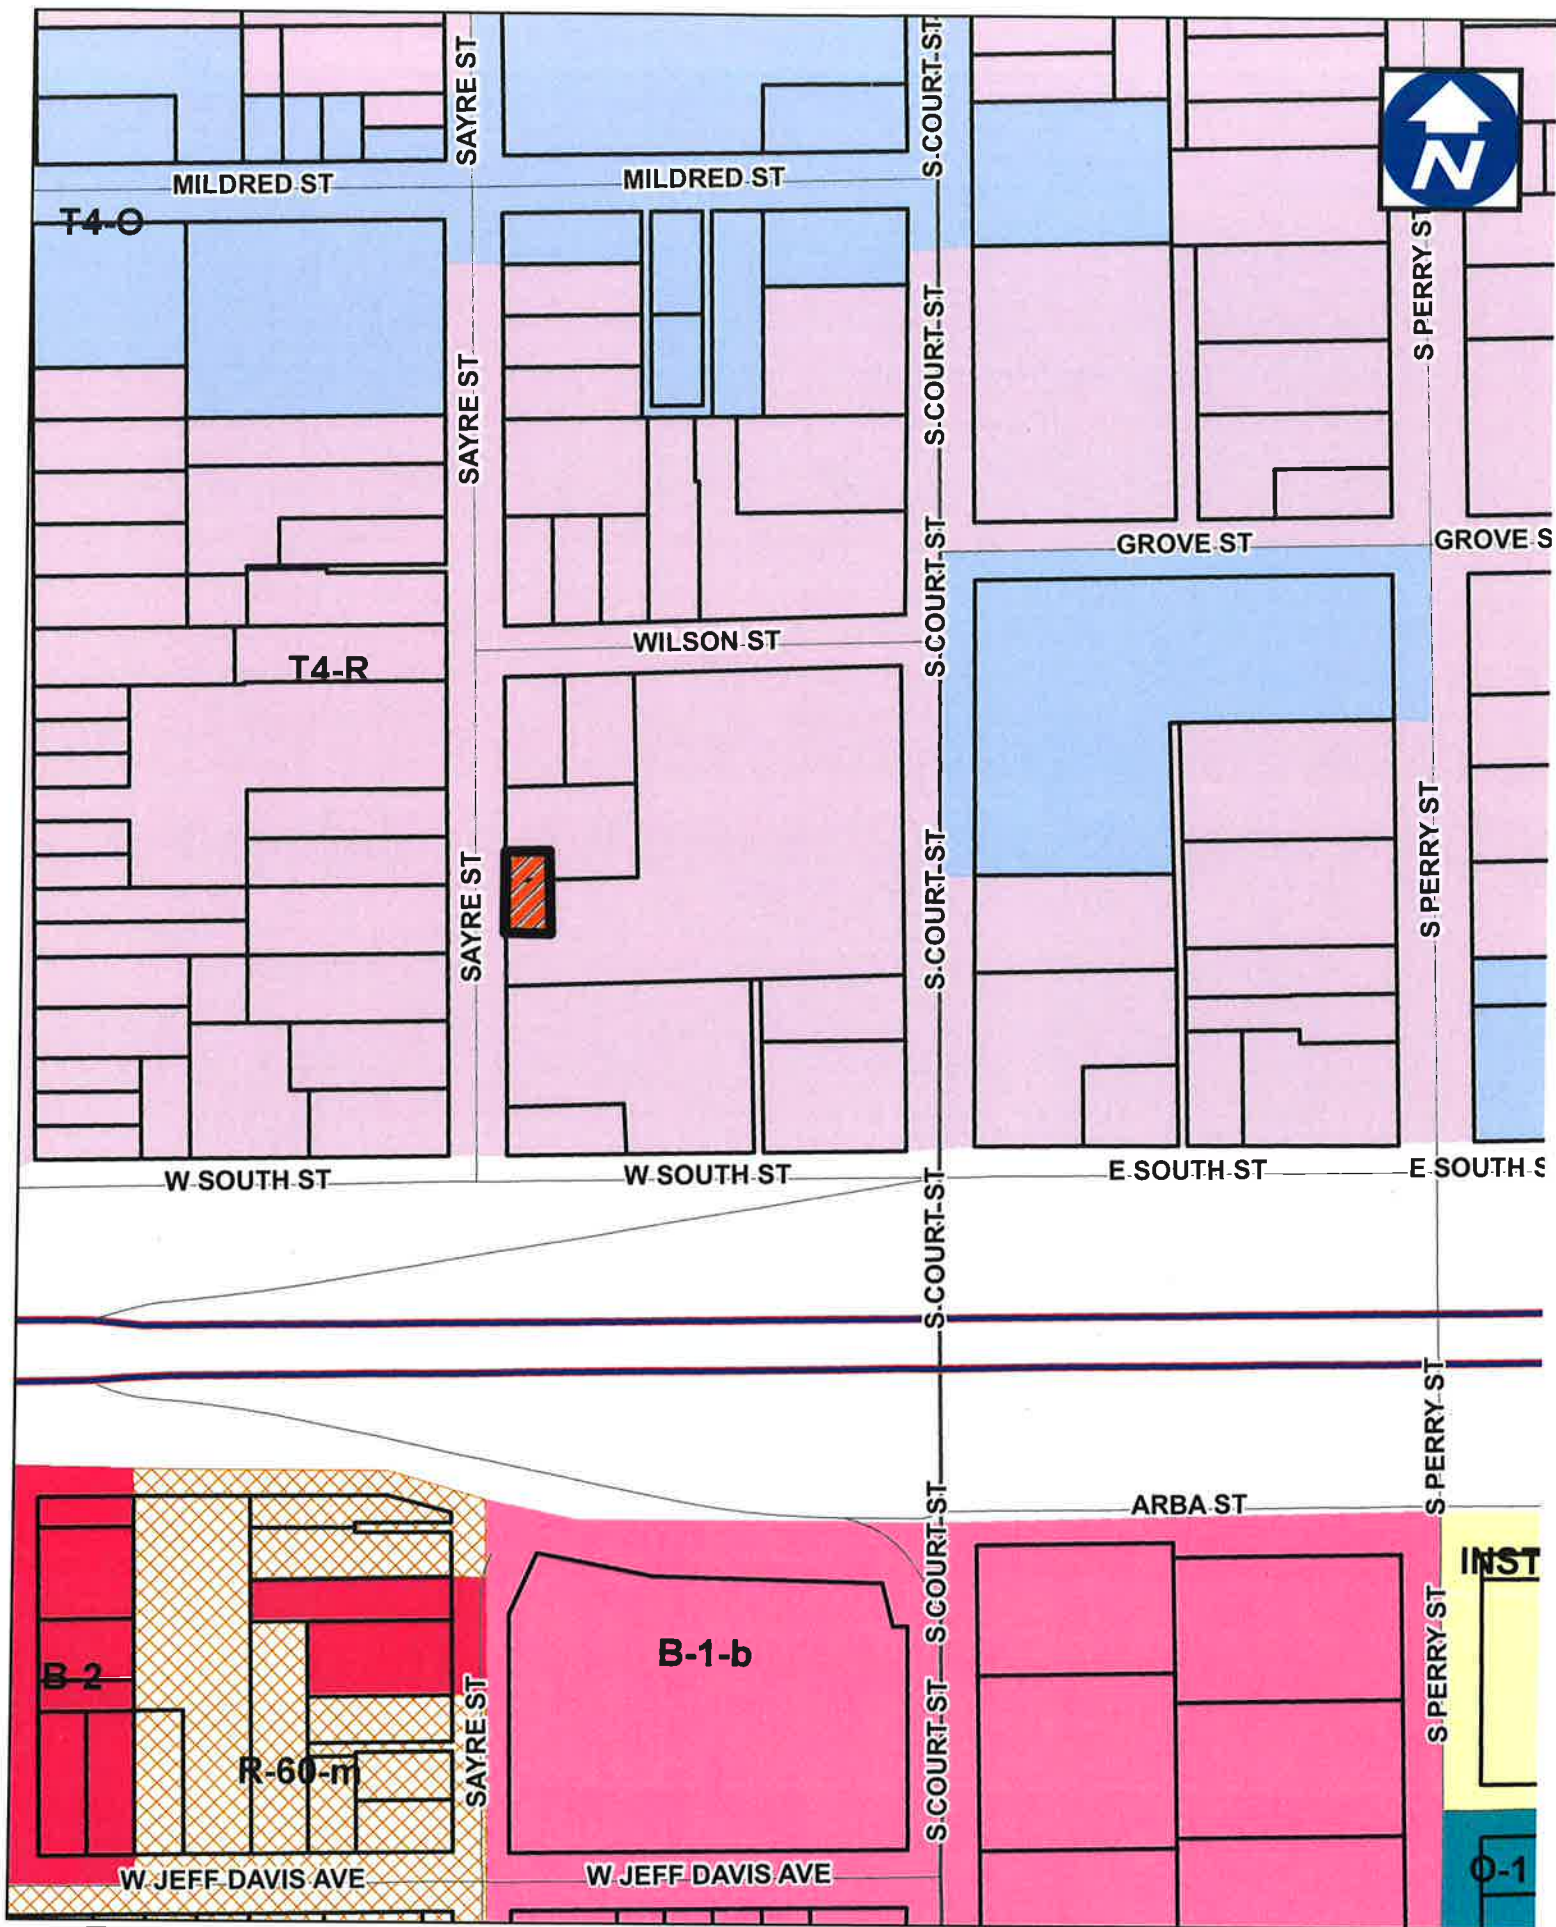 SAYRE ST
S COURT ST
N
MILDRED ST
MILDRED ST
T4-O
S PERRY ST
SAYRE ST
S COURT ST
GROVE ST
GROVE S
S COURT ST
WILSON ST
T4-R
SAYRE ST
S COURT ST
S PERRY ST
W SOUTH ST
W SOUTH ST
E SOUTH ST
E SOUTH S
S COURT ST
S PERRY ST
ARBA ST
S COURT ST
INST
B-1-b
B-2
S PERRY ST
SAYRE ST
S COURT ST
R-60-m
W JEFF DAVIS AVE
W JEFF DAVIS AVE
O-1